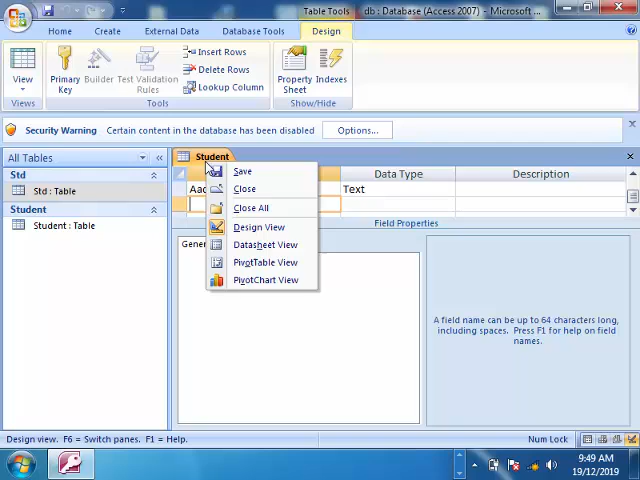 Table Tools
db : Database (Access 2007) - Microsoft ...
Home
Create
External Data
Database Tools
Design
View
Primary Key
Builder
Test Validation Rules
Insert Rows
Delete Rows
Lookup Column
Property Sheet
Indexes
Views
Tools
Show/Hide
Security Warning
Certain content in the database has been disabled
Options...
All Tables
Std
Std : Table
Student
Student : Table
Student
Data Type
Description
Text
Save
Close
Close All
Design View
Datasheet View
PivotTable View
PivotChart View
Field Properties
A field name can be up to 64 characters long, including spaces. Press F1 for help on field names.
Design view. F6 = Switch panes. F1 = Help.
Num Lock
9:49 AM
19/12/2019